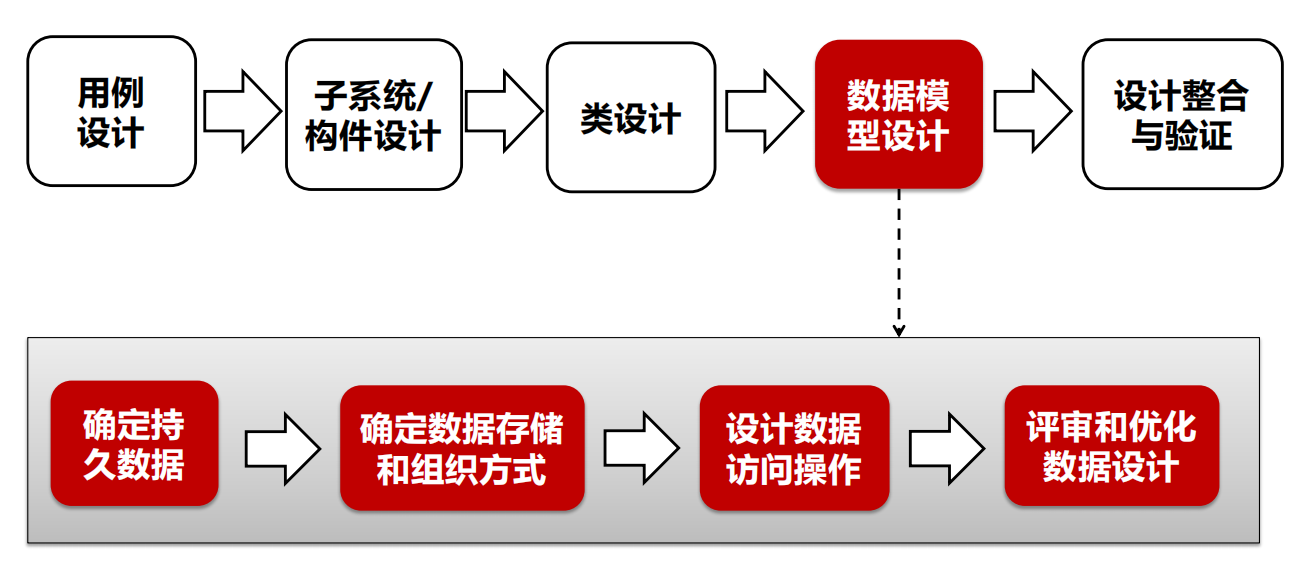 用例
设计
子系统/
构件设计
类设计
数据模
型设计
设计整合
与验证
确定持
久数据
确定数据存储
和组织方式
设计数据
访问操作
评审和优化
数据设计